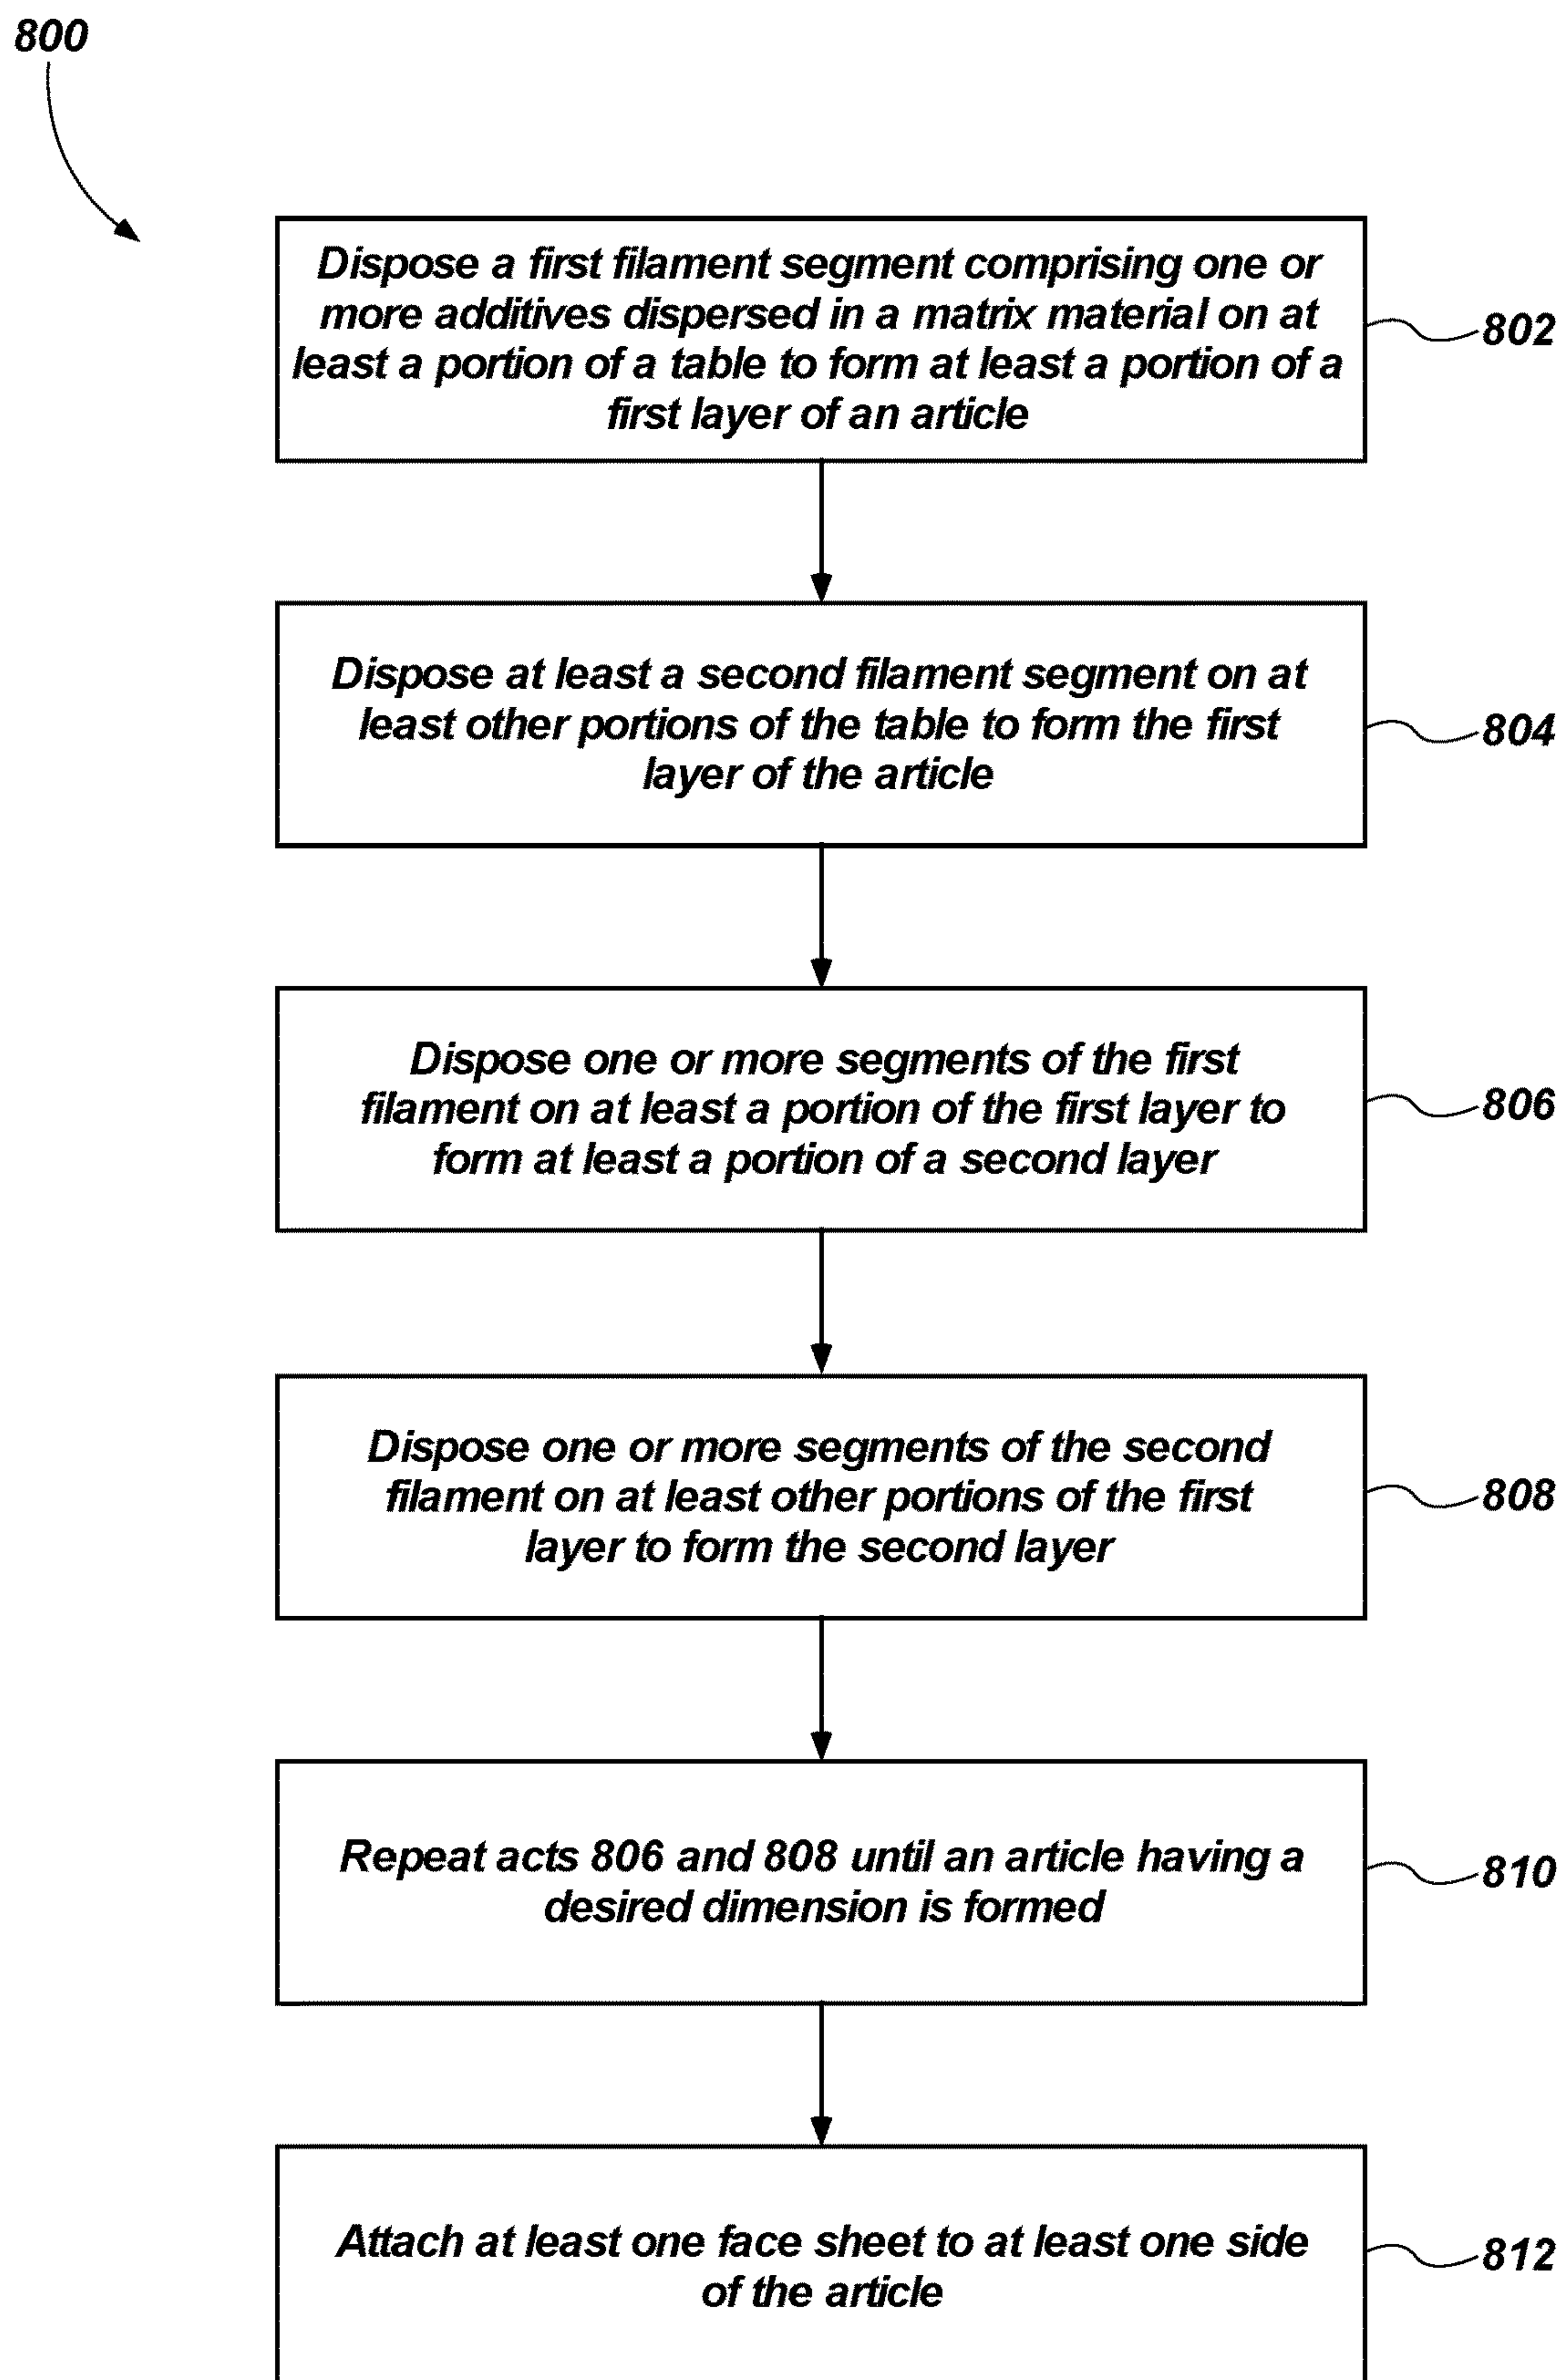 800
Dispose a first filament segment comprising one or
more additives dispersed in a matrix material on at
least a portion of a table to form at least a portion of a
first layer of an article
802
Dispose at least a second filament segment on at
least other portions of the table to form the first
layer of the article
804
Dispose one or more segments of the first
filament on at least a portion of the first layer to
form at least a portion of a second layer
806
Dispose one or more segments of the second
filament on at least other portions of the first
layer to form the second layer
808
Repeat acts 806 and 808 until an article having a
desired dimension is formed
810
Attach at least one face sheet to at least one side
of the article
812